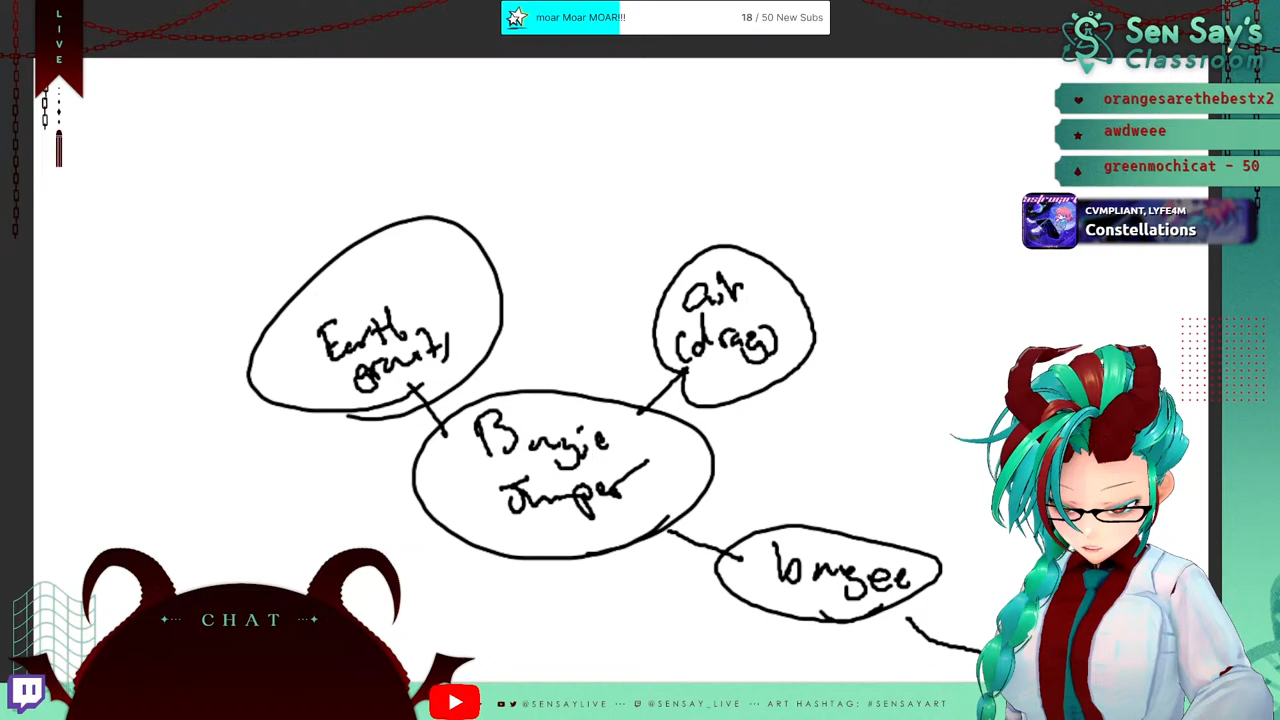 LIVE
moar Moar MOAR!!!
18 / 50 New Subs
SEN SAY'S
Classroom
orangesarethebestx2
awdweee
greenmochicat - 50
CVMPLIANT, LYFE4M
Constellations
Earth
gravity
air
(drag)
Bungie
Jumper
bungee
CHAT
@SENSAYLIVE ··· @SENSAY_LIVE ··· ART HASHTAG: #SENSAYART